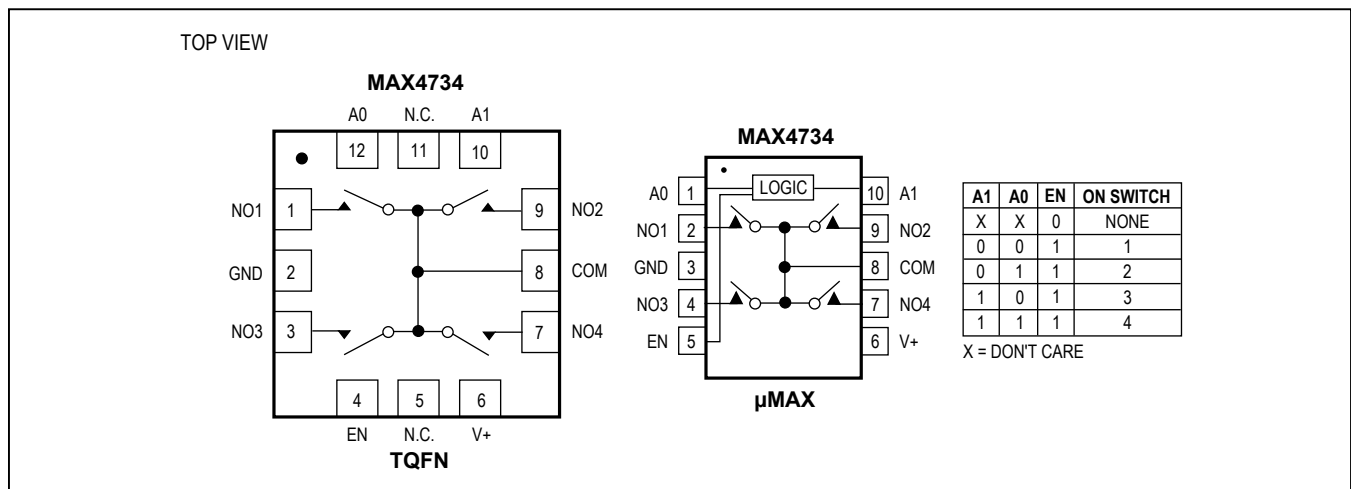 TOP VIEW
MAX4734
A0 N.C. A1
12 11 10
NO1 1 9 NO2
GND 2 8 COM
NO3 3 7 NO4
4 5 6
EN N.C. V+
TQFN
MAX4734
LOGIC
A0 1 10 A1
NO1 2 9 NO2
GND 3 8 COM
NO3 4 7 NO4
EN 5 6 V+
µMAX
A1 A0 EN ON SWITCH
X X 0 NONE
0 0 1 1
0 1 1 2
1 0 1 3
1 1 1 4
X = DON'T CARE